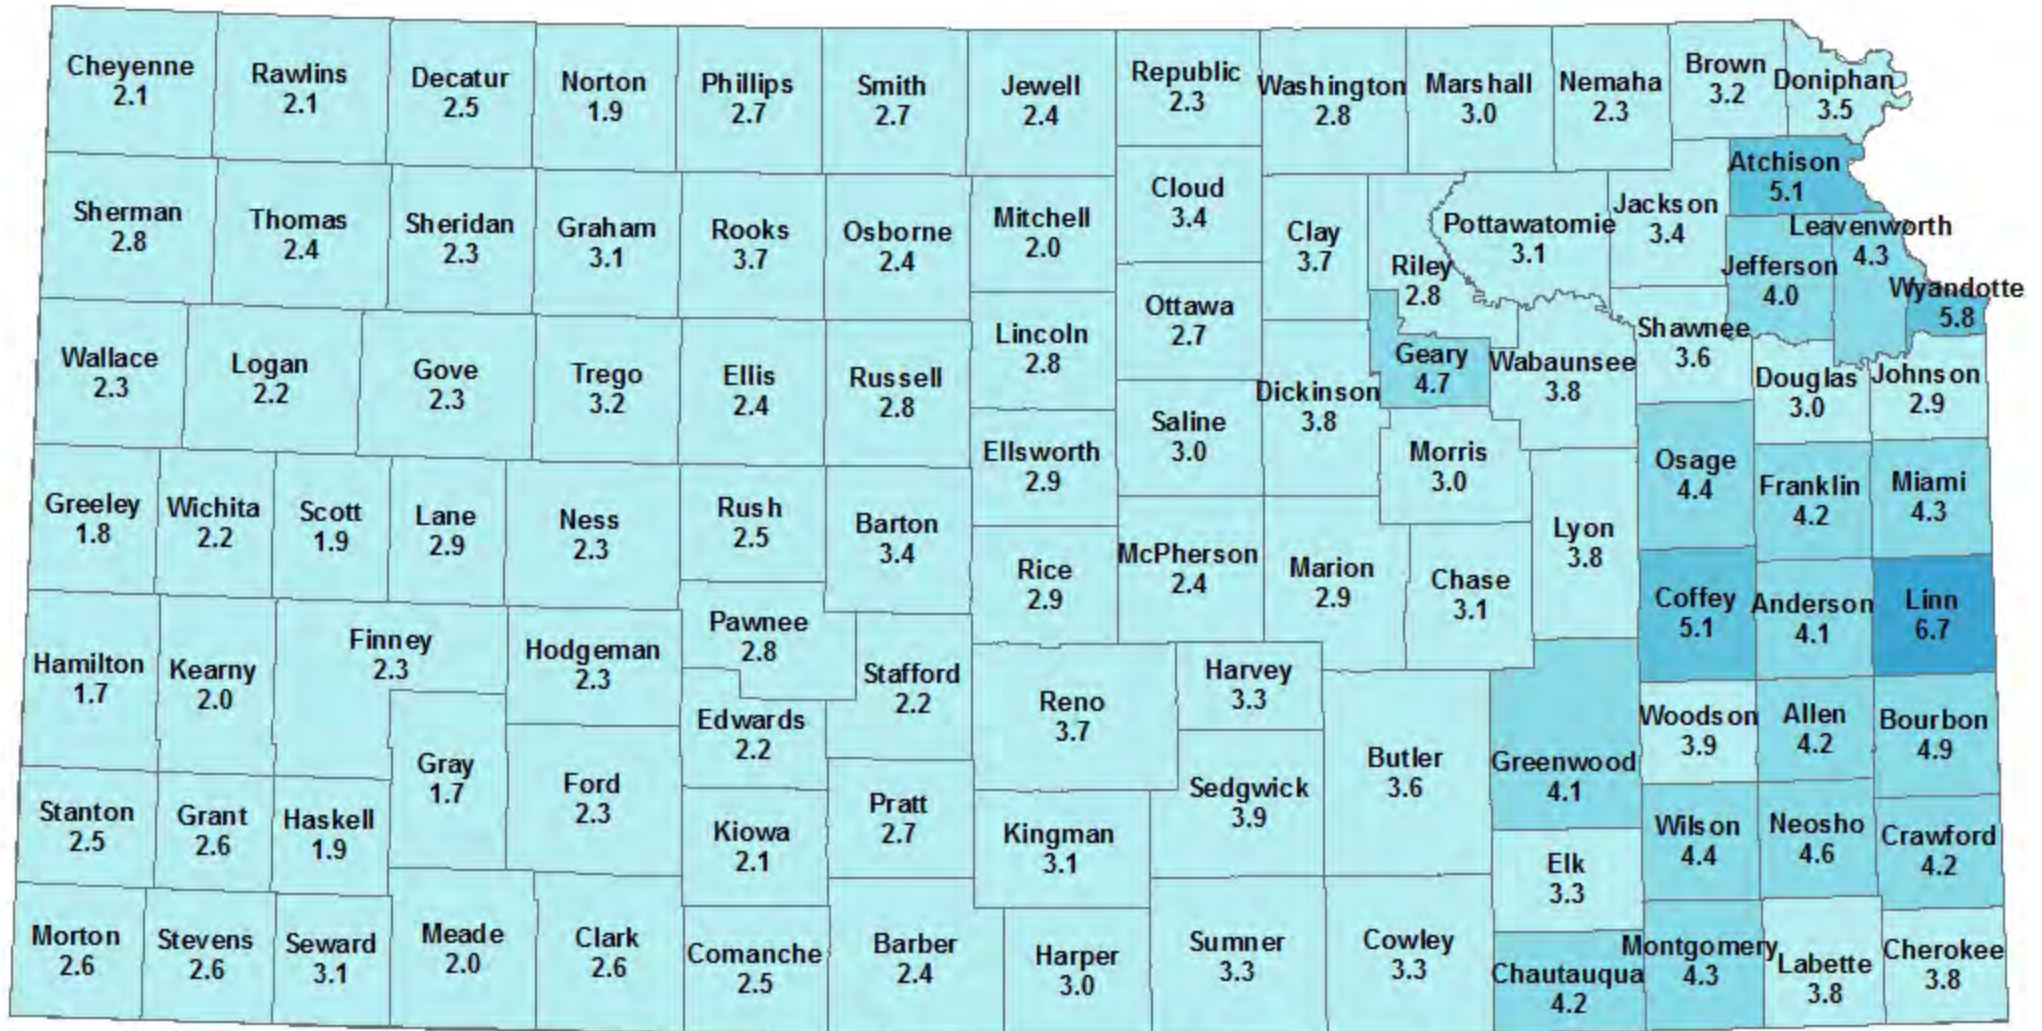 Cheyenne
2.1
Rawlins
2.1
Decatur
2.5
Norton
1.9
Phillips
2.7
Smith
2.7
Jewell
2.4
Republic
2.3
Washington
2.8
Marshall
3.0
Nemaha
2.3
Brown
3.2
Doniphan
3.5
Atchison
5.1
Sherman
2.8
Thomas
2.4
Sheridan
2.3
Graham
3.1
Rooks
3.7
Osborne
2.4
Mitchell
2.0
Cloud
3.4
Clay
3.7
Riley
2.8
Pottawatomie
3.1
Jackson
3.4
Jefferson
4.0
Leavenworth
4.3
Wyandotte
5.8
Wallace
2.3
Logan
2.2
Gove
2.3
Trego
3.2
Ellis
2.4
Russell
2.8
Lincoln
2.8
Ottawa
2.7
Saline
3.0
Dickinson
3.8
Geary
4.7
Wabaunsee
3.8
Shawnee
3.6
Douglas
3.0
Johnson
2.9
Greeley
1.8
Wichita
2.2
Scott
1.9
Lane
2.9
Ness
2.3
Rush
2.5
Barton
3.4
Ellsworth
2.9
Rice
2.9
McPherson
2.4
Marion
2.9
Morris
3.0
Chase
3.1
Lyon
3.8
Osage
4.4
Franklin
4.2
Miami
4.3
Coffey
5.1
Anderson
4.1
Linn
6.7
Hamilton
1.7
Kearny
2.0
Finney
2.3
Hodgeman
2.3
Pawnee
2.8
Stafford
2.2
Edwards
2.2
Gray
1.7
Ford
2.3
Reno
3.7
Harvey
3.3
Sedgwick
3.9
Butler
3.6
Greenwood
4.1
Woodson
3.9
Allen
4.2
Bourbon
4.9
Stanton
2.5
Grant
2.6
Haskell
1.9
Kiowa
2.1
Pratt
2.7
Kingman
3.1
Elk
3.3
Wilson
4.4
Neosho
4.6
Crawford
4.2
Morton
2.6
Stevens
2.6
Seward
3.1
Meade
2.0
Clark
2.6
Comanche
2.5
Barber
2.4
Harper
3.0
Sumner
3.3
Cowley
3.3
Chautauqua
4.2
Montgomery
4.3
Labette
3.8
Cherokee
3.8